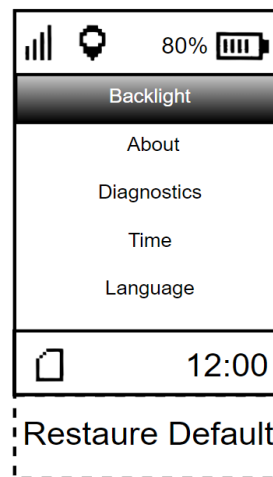 80%
Backlight
About
Diagnostics
Time
Language
12:00
Restaure Default